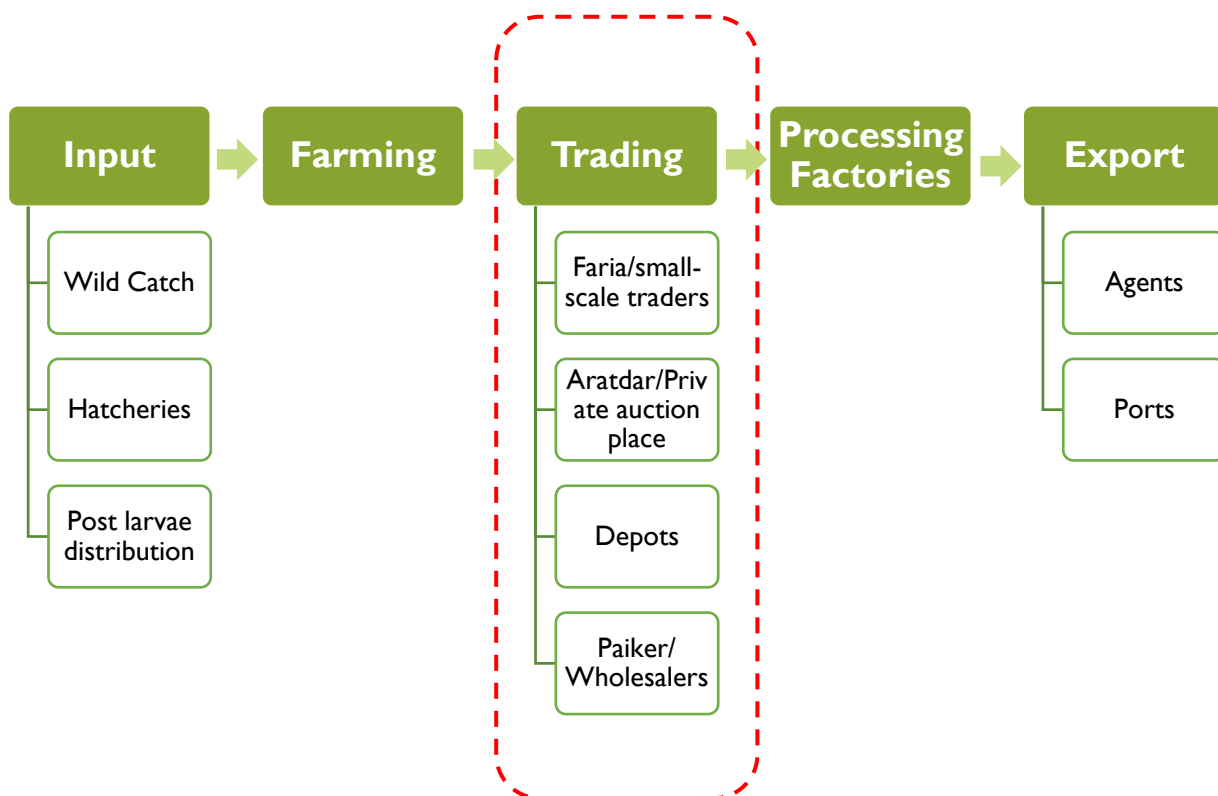 Input
Farming
Trading
Processing
Factories
Export
Wild Catch
Hatcheries
Post larvae
distribution
Faria/small-
scale traders
Aratdar/Priv
ate auction
place
Depots
Paiker/
Wholesalers
Agents
Ports